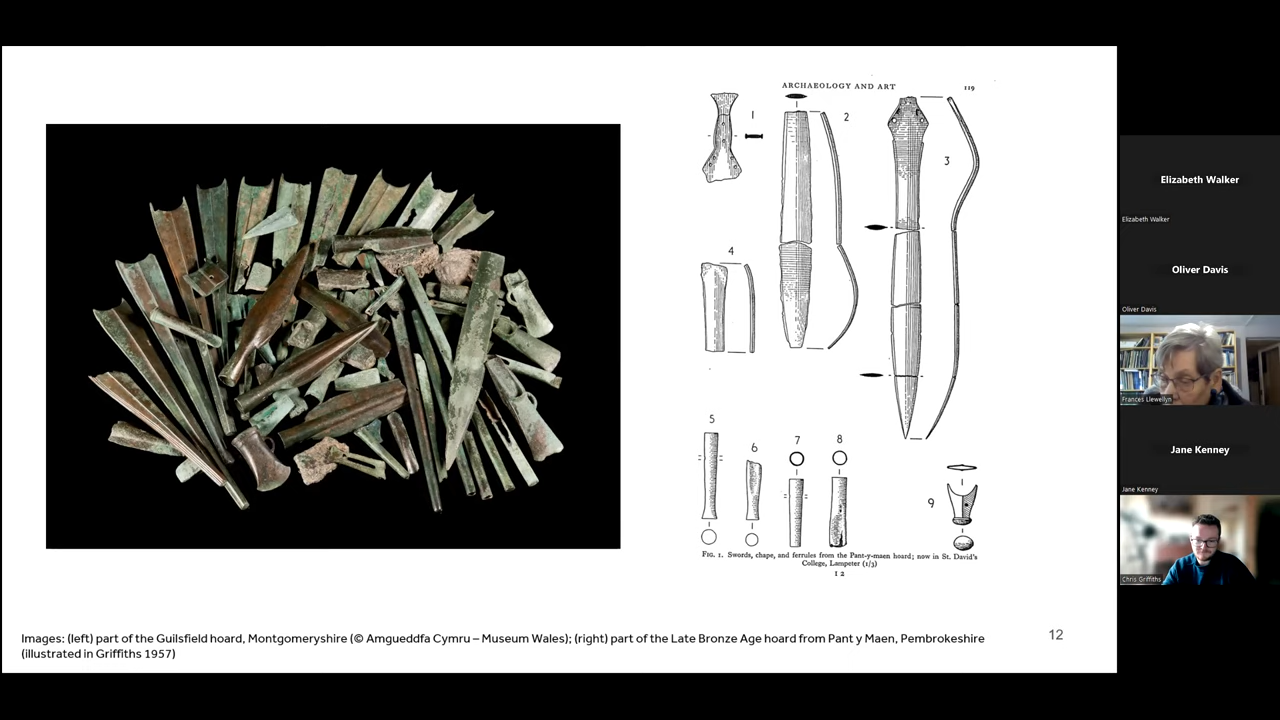 ARCHAEOLOGY AND ART
119
1
2
3
4
5
6
7
8
9
FIG. 1. Swords, chape, and ferrules from the Pant-y-maen hoard; now in St. David's
College, Lampeter (1/3)
I 2
Images: (left) part of the Guilsfield hoard, Montgomeryshire (© Amgueddfa Cymru – Museum Wales); (right) part of the Late Bronze Age hoard from Pant y Maen, Pembrokeshire
(illustrated in Griffiths 1957)
12
Elizabeth Walker
Elizabeth Walker
Oliver Davis
Oliver Davis
Frances Llewellyn
Jane Kenney
Jane Kenney
Chris Griffiths